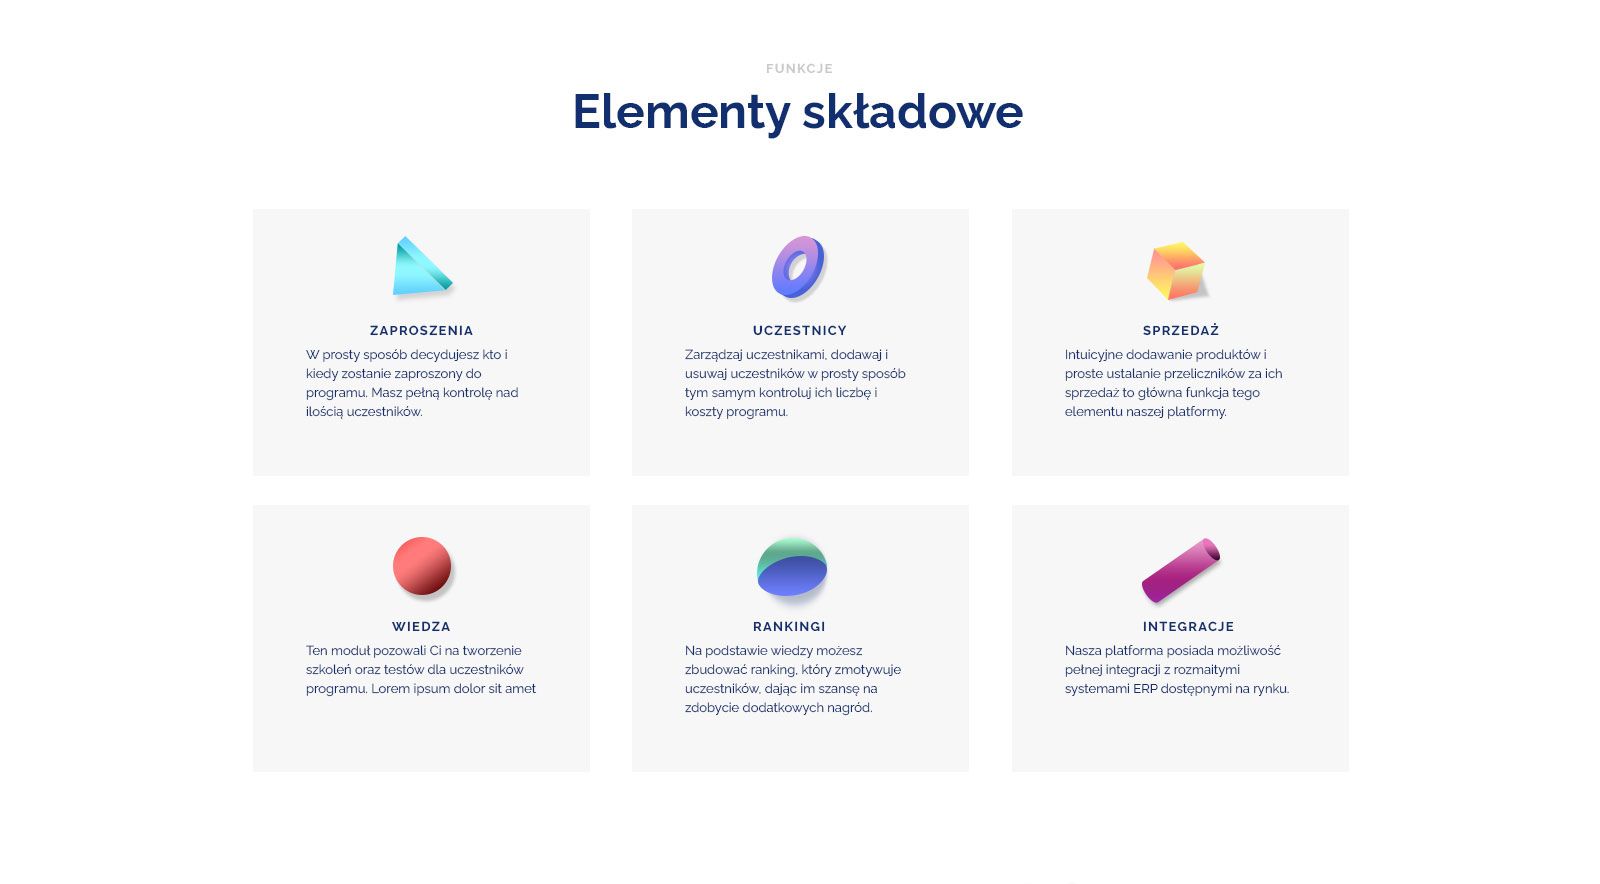 FUNKCJE
Elementy składowe
ZAPROSZENIA
W prosty sposób decydujesz kto i
kiedy zostanie zaproszony do
programu. Masz pełną kontrolę nad
ilością uczestników.
UCZESTNICY
Zarządzaj uczestnikami, dodawaj i
usuwaj uczestników w prosty sposób
tym samym kontroluj ich liczbę i
koszty programu.
SPRZEDAŻ
Intuicyjne dodawanie produktów i
proste ustalanie przeliczników za ich
sprzedaż to główna funkcja tego
elementu naszej platformy.
WIEDZA
Ten moduł pozowali Ci na tworzenie
szkoleń oraz testów dla uczestników
programu. Lorem ipsum dolor sit amet
RANKINGI
Na podstawie wiedzy możesz
zbudować ranking, który zmotywuje
uczestników, dając im szansę na
zdobycie dodatkowych nagród.
INTEGRACJE
Nasza platforma posiada możliwość
pełnej integracji z rozmaitymi
systemami ERP dostępnymi na rynku.